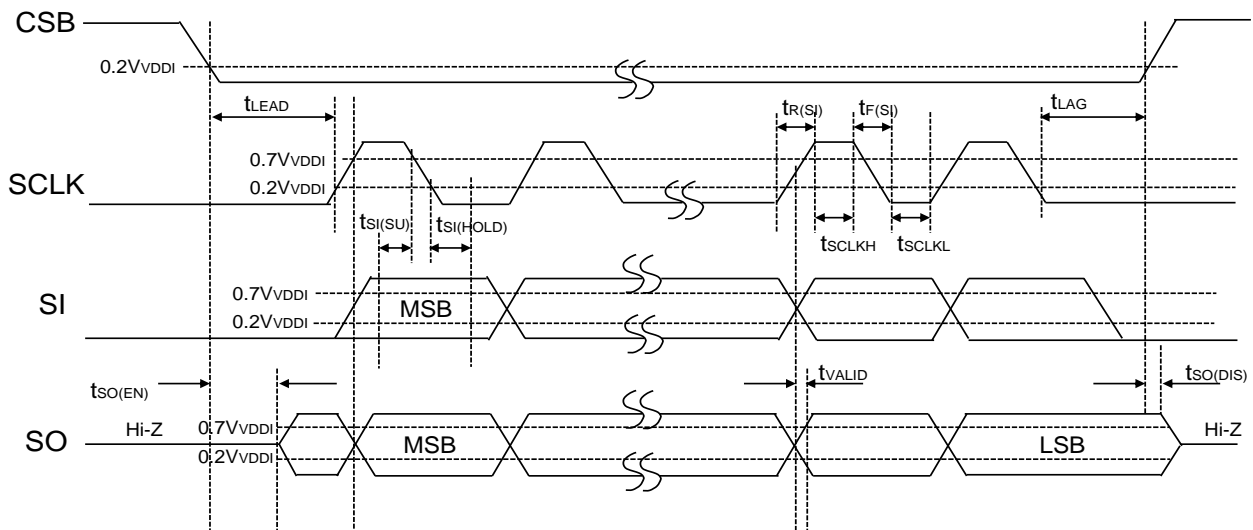 CSB
0.2VVDDI
tLEAD
tR(SI)
tF(SI)
tLAG
0.7VVDDI
SCLK
0.2VVDDI
tSI(SU)
tSI(HOLD)
tSCLKH
tSCLKL
SI
0.7VVDDI
MSB
0.2VVDDI
tSO(EN)
tVALID
tSO(DIS)
SO
Hi-Z
0.7VVDDI
MSB
LSB
Hi-Z
0.2VVDDI